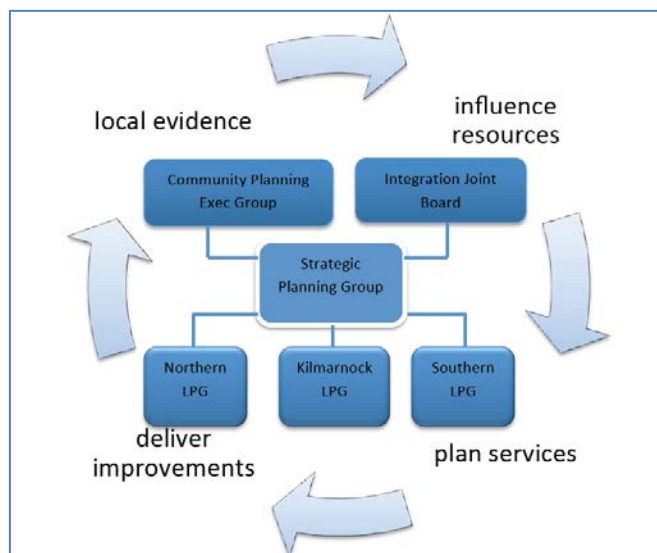 local evidence
influence
resources
Community Planning
Exec Group
Integration Joint
Board
Strategic
Planning Group
Northern
LPG
Kilmarnock
LPG
Southern
LPG
deliver
improvements
plan services